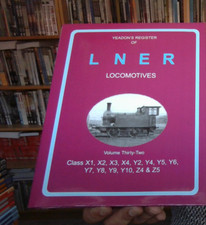 YEADON'S REGISTER
OF
LNER
LOCOMOTIVES
Volume Thirty-Two
Class X1, X2, X3, X4, Y2, Y4, Y5, Y6,
Y7, Y8, Y9, Y10, Z4 & Z5